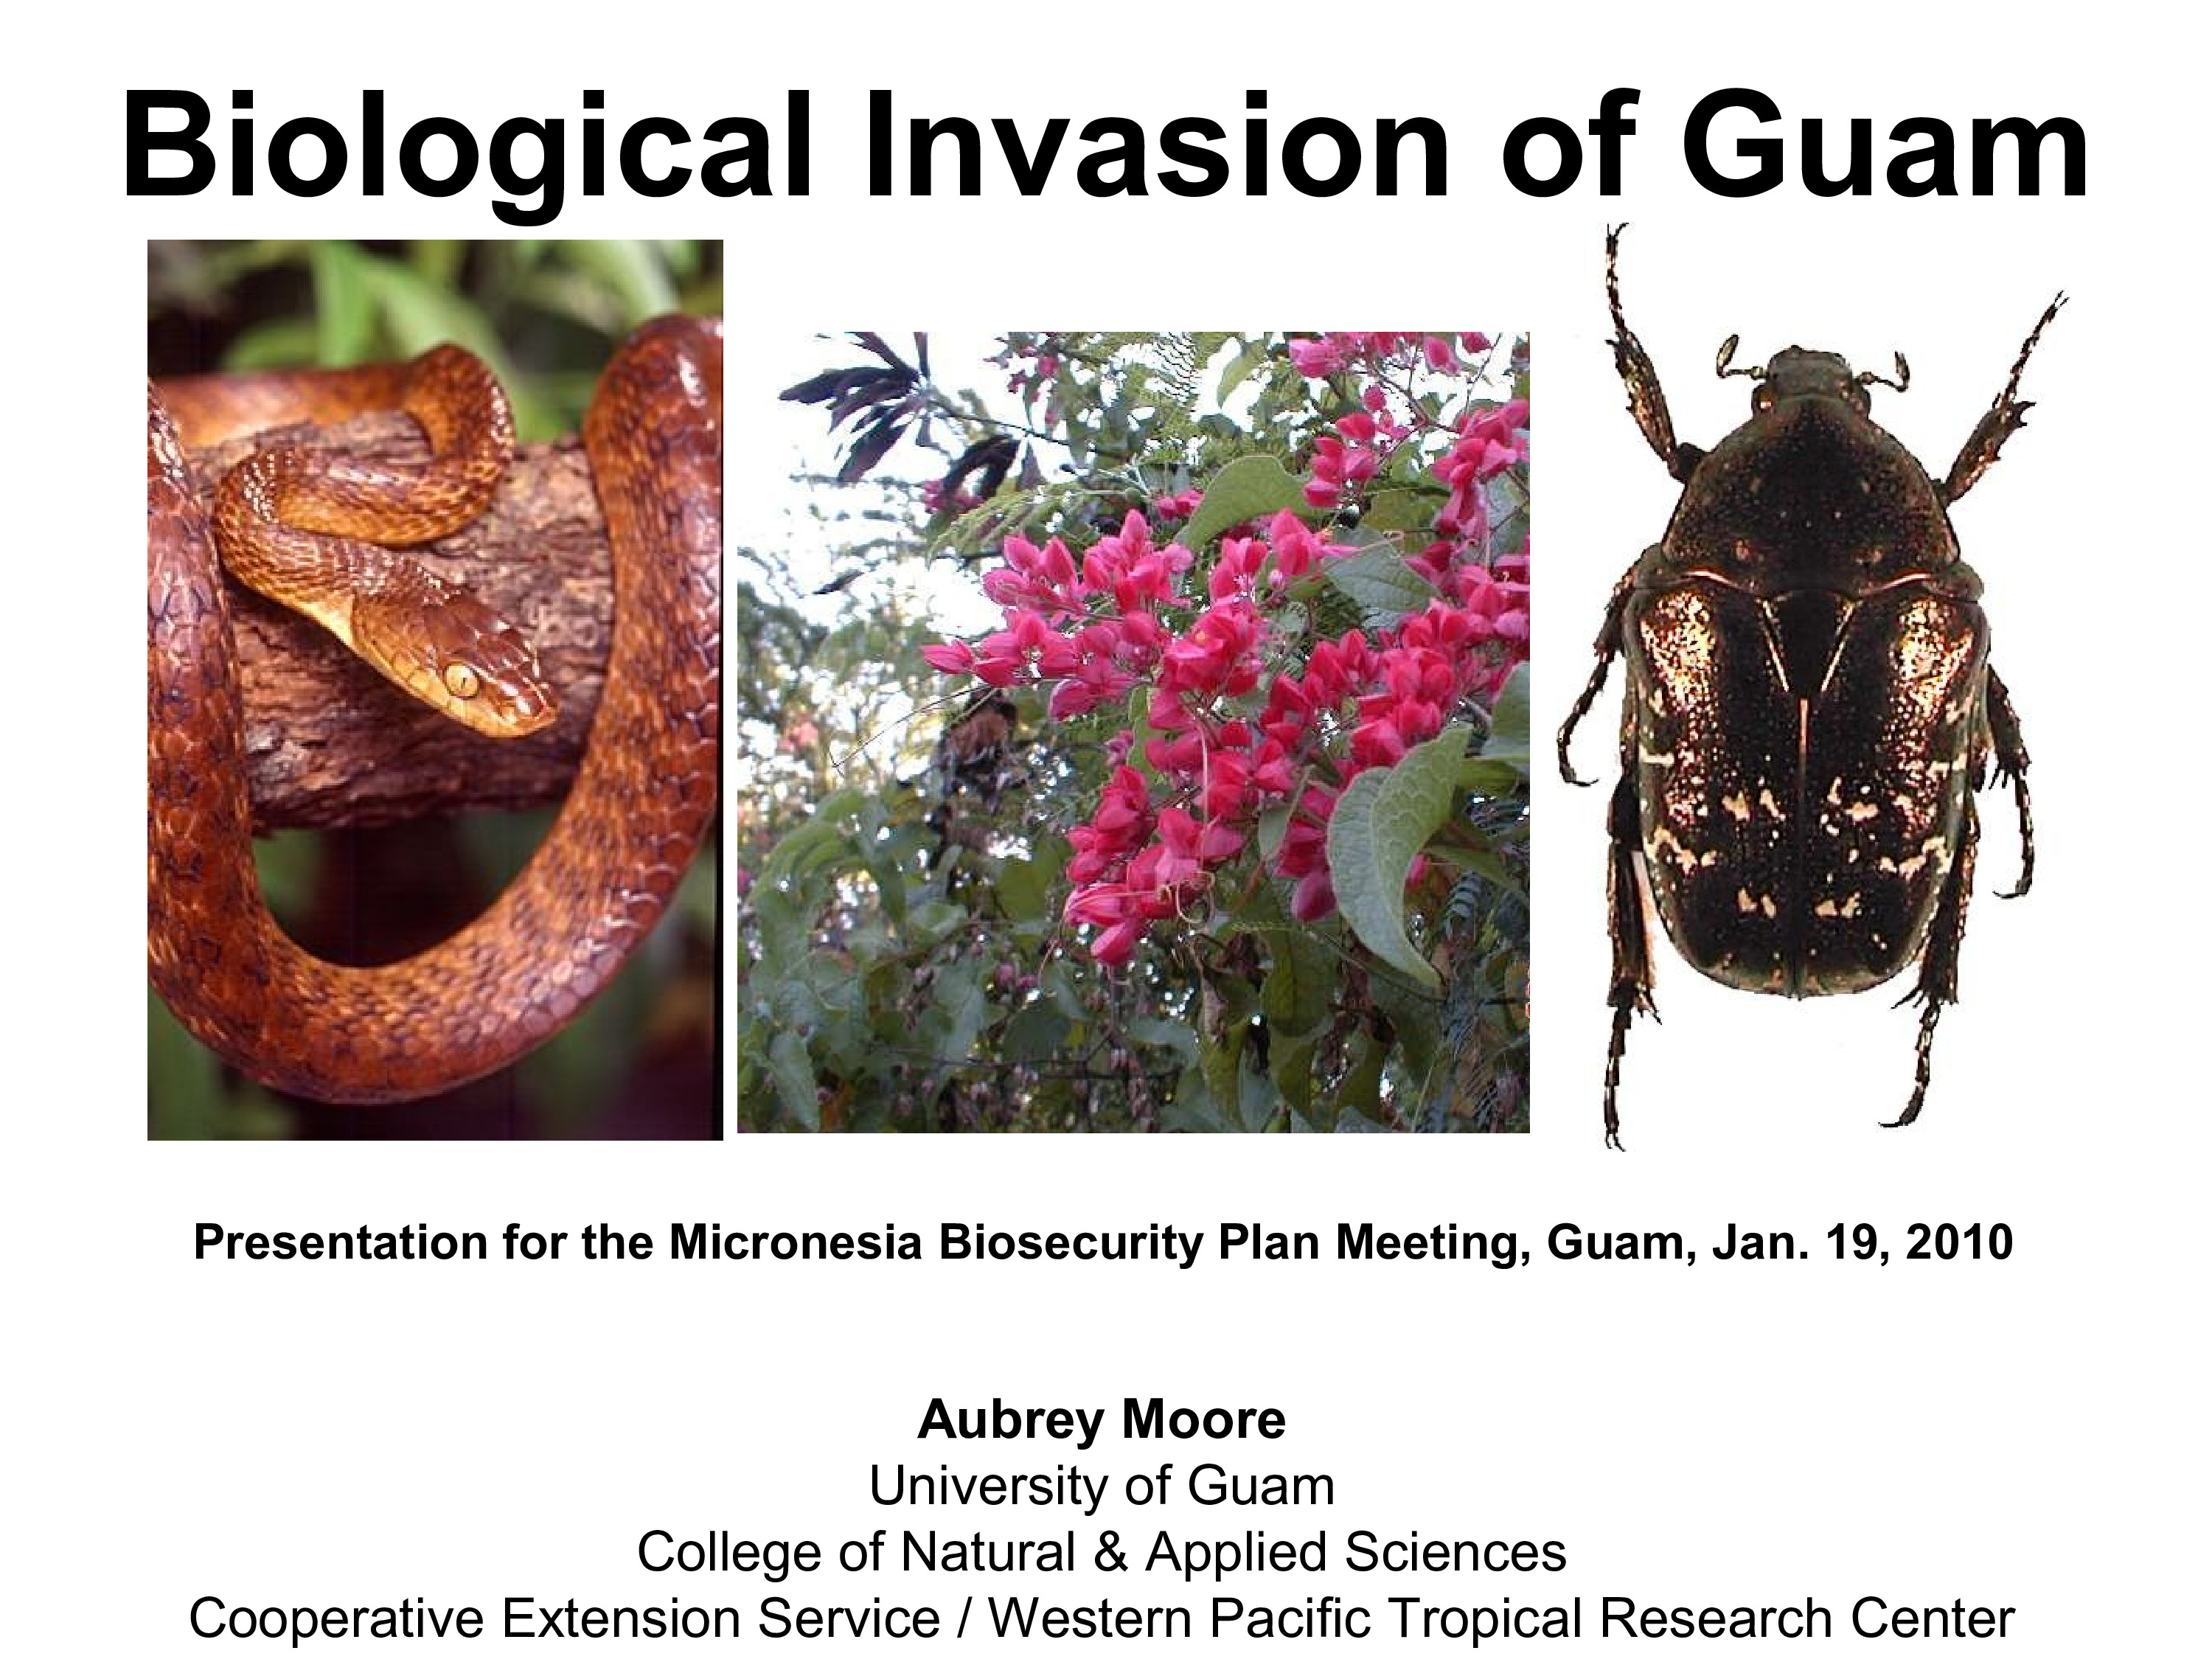 Biological Invasion of Guam
Presentation for the Micronesia Biosecurity Plan Meeting, Guam, Jan. 19, 2010
Aubrey Moore
University of Guam
College of Natural & Applied Sciences
Cooperative Extension Service / Western Pacific Tropical Research Center